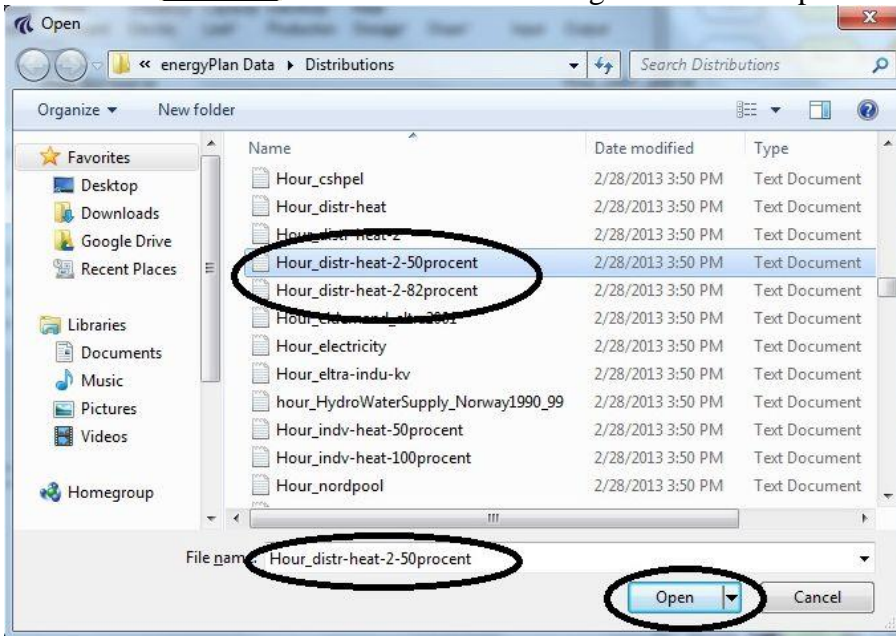 Open
« energyPlan Data ▸ Distributions
Search Distributions
Organize
New folder
Name Date modified Type
Favorites
Desktop
Downloads
Google Drive
Recent Places
Libraries
Documents
Music
Pictures
Videos
Homegroup
Hour_cshpel 2/28/2013 3:50 PM Text Document
Hour_distr-heat 2/28/2013 3:50 PM Text Document
Hour_distr-heat-2 2/28/2013 3:50 PM Text Document
Hour_distr-heat-2-50procent 2/28/2013 3:50 PM Text Document
Hour_distr-heat-2-82procent 2/28/2013 3:50 PM Text Document
2/28/2013 3:50 PM Text Document
Hour_electricity 2/28/2013 3:50 PM Text Document
Hour_eltra-indu-kv 2/28/2013 3:50 PM Text Document
hour_HydroWaterSupply_Norway1990_99 2/28/2013 3:50 PM Text Document
Hour_indv-heat-50procent 2/28/2013 3:50 PM Text Document
Hour_indv-heat-100procent 2/28/2013 3:50 PM Text Document
Hour_nordpool 2/28/2013 3:50 PM Text Document
File name: Hour_distr-heat-2-50procent
Open Cancel